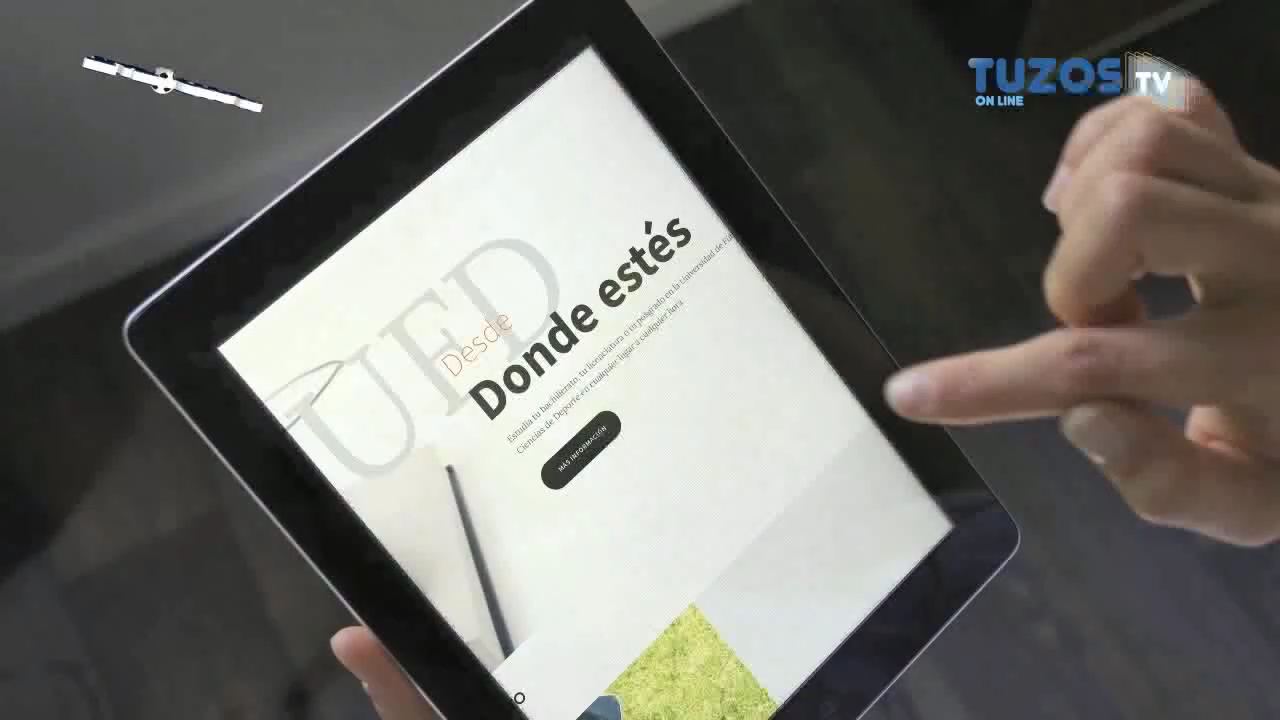 TUZOS TV
ON LINE
UFD
Desde
Donde estés
Estudia tu bachillerato, tu licenciatura o tu posgrado en la Universidad de
Ciencias de Deporte en cualquier lugar a cualquier hora
MÁS INFORMACIÓN